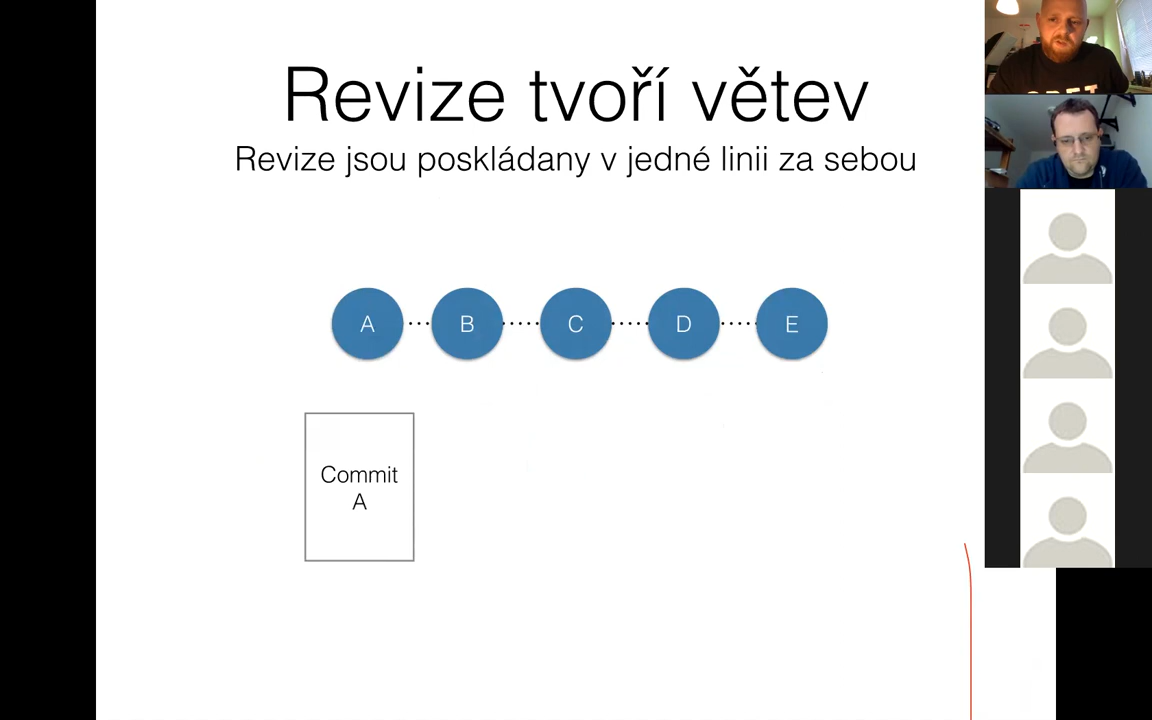 Revize tvoří větev
Revize jsou poskládany v jedné linii za sebou
A
B
C
D
E
Commit
A